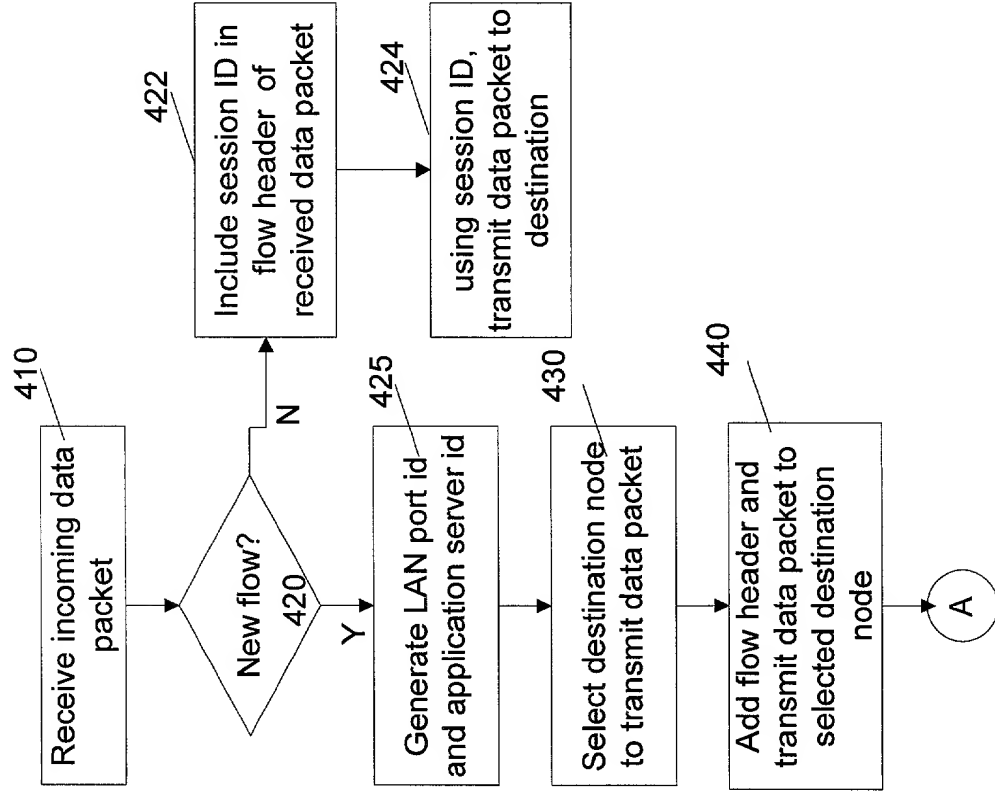 410
Receive incoming data
packet
New flow?
420
N
Y
422
Include session ID in
flow header of
received data packet
424
using session ID,
transmit data packet to
destination
425
Generate LAN port id
and application server id
430
Select destination node
to transmit data packet
440
Add flow header and
transmit data packet to
selected destination
node
A